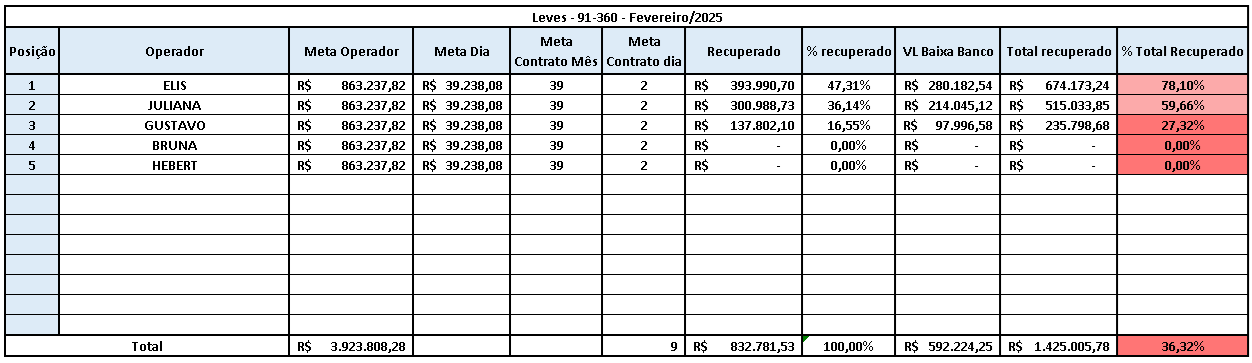 Leves - 91-360 - Fevereiro/2025
Posição Operador Meta Operador Meta Dia Meta Contrato Mês Meta Contrato dia Recuperado % recuperado VL Baixa Banco Total recuperado % Total Recuperado
1 ELIS R$ 863.237,82 R$ 39.238,08 39 2 R$ 393.990,70 47,31% R$ 280.182,54 R$ 674.173,24 78,10%
2 JULIANA R$ 863.237,82 R$ 39.238,08 39 2 R$ 300.988,73 36,14% R$ 214.045,12 R$ 515.033,85 59,66%
3 GUSTAVO R$ 863.237,82 R$ 39.238,08 39 2 R$ 137.802,10 16,55% R$ 97.996,58 R$ 235.798,68 27,32%
4 BRUNA R$ 863.237,82 R$ 39.238,08 39 2 R$ - 0,00% R$ - R$ - 0,00%
5 HEBERT R$ 863.237,82 R$ 39.238,08 39 2 R$ - 0,00% R$ - R$ - 0,00%
Total R$ 3.923.808,28 9 R$ 832.781,53 100,00% R$ 592.224,25 R$ 1.425.005,78 36,32%